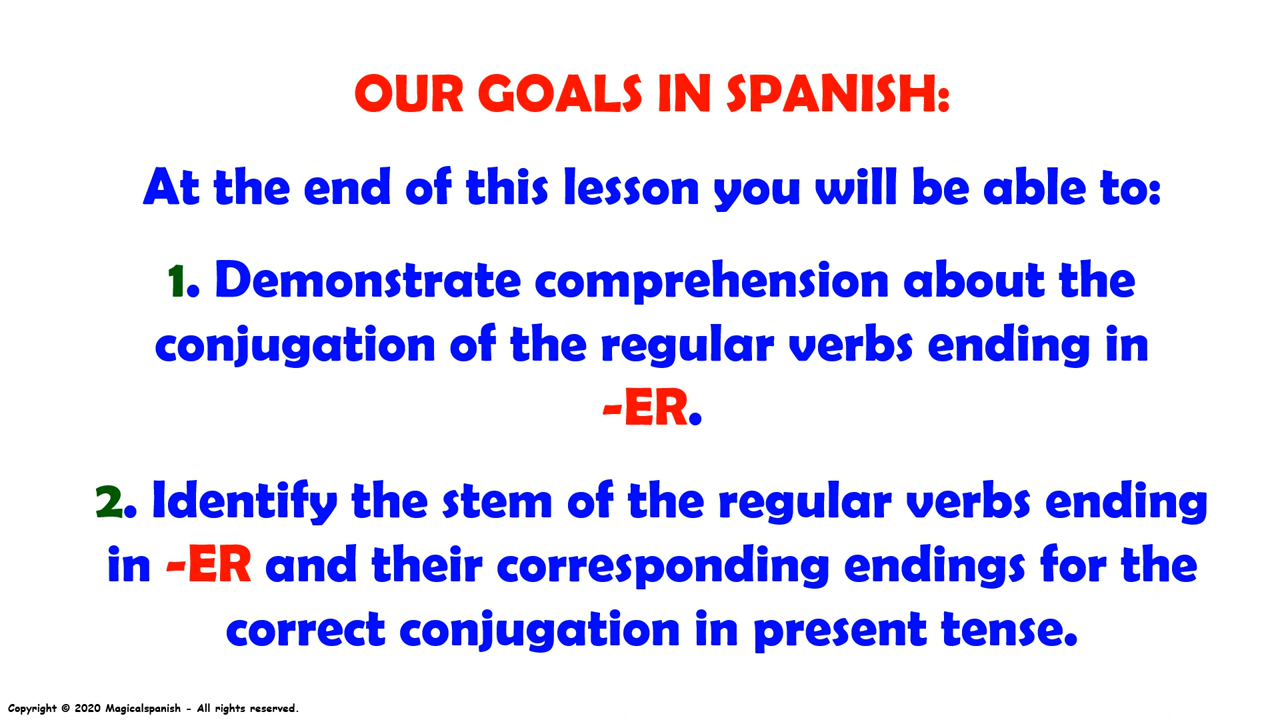 OUR GOALS IN SPANISH:
At the end of this lesson you will be able to:
1. Demonstrate comprehension about the
conjugation of the regular verbs ending in
-ER.
2. Identify the stem of the regular verbs ending
in -ER and their corresponding endings for the
correct conjugation in present tense.
Copyright © 2020 Magicalspanish - All rights reserved.